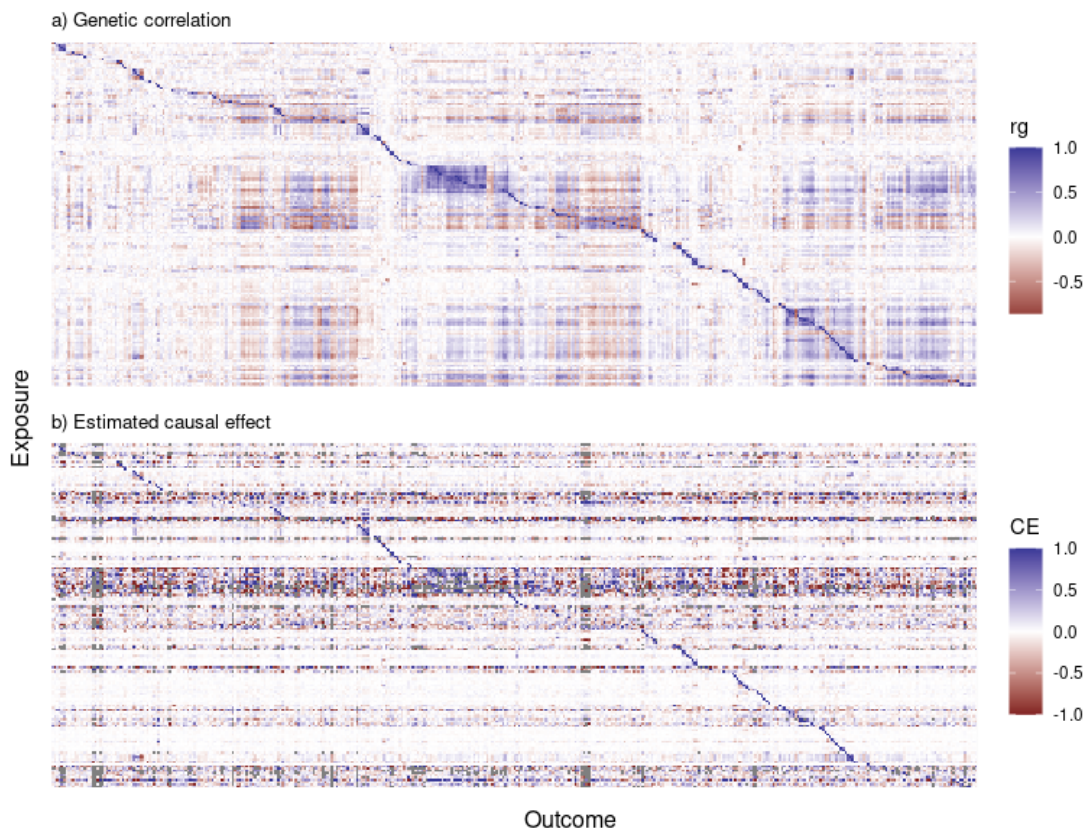 a) Genetic correlation
rg
1.0
0.5
0.0
-0.5
Exposure
b) Estimated causal effect
CE
1.0
0.5
0.0
-0.5
-1.0
Outcome